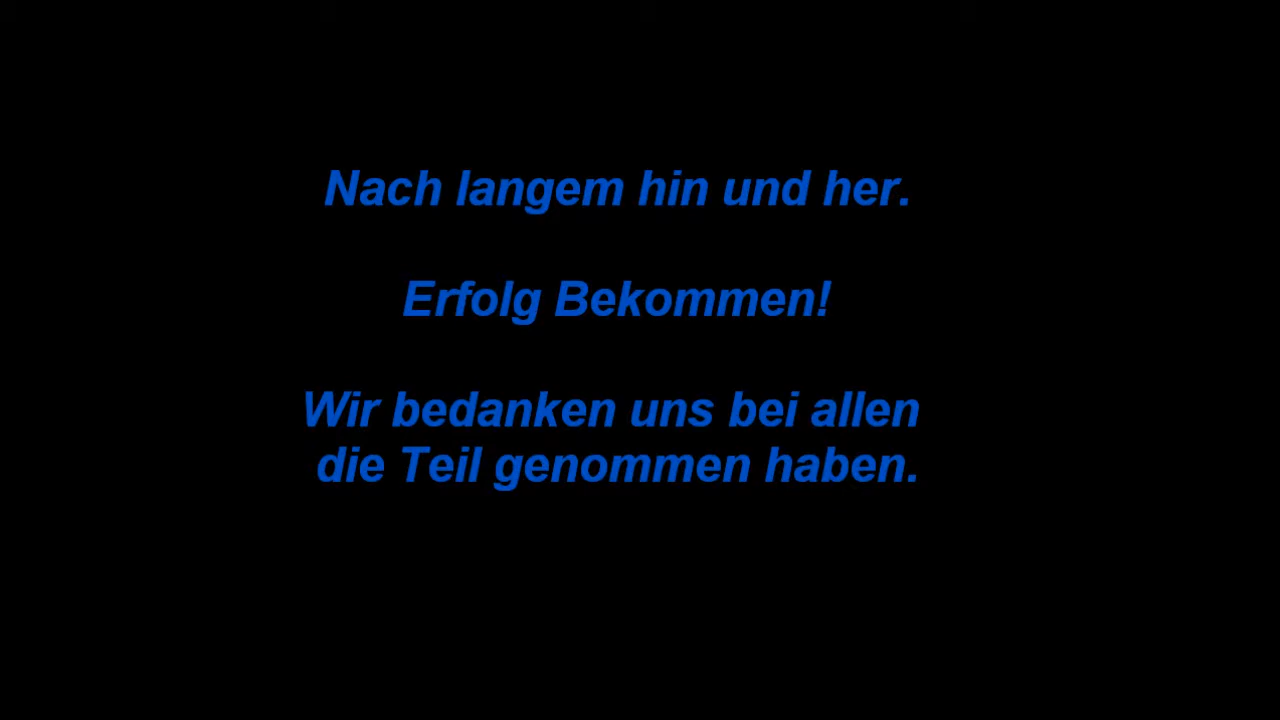 Nach langem hin und her.
Erfolg Bekommen!
Wir bedanken uns bei allen
die Teil genommen haben.